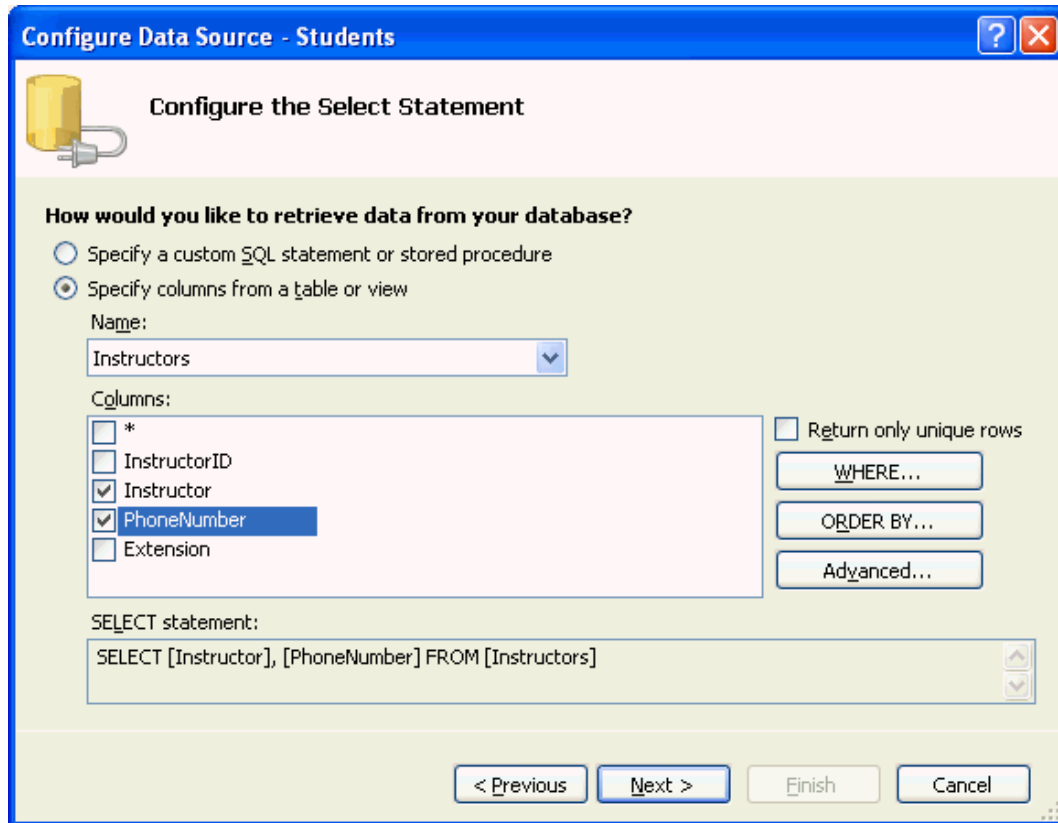 Configure Data Source - Students
Configure the Select Statement
How would you like to retrieve data from your database?
Specify a custom SQL statement or stored procedure
Specify columns from a table or view
Name:
Instructors
Columns:
*
InstructorID
Instructor
PhoneNumber
Extension
Return only unique rows
WHERE...
ORDER BY...
Advanced...
SELECT statement:
SELECT [Instructor], [PhoneNumber] FROM [Instructors]
< Previous
Next >
Finish
Cancel